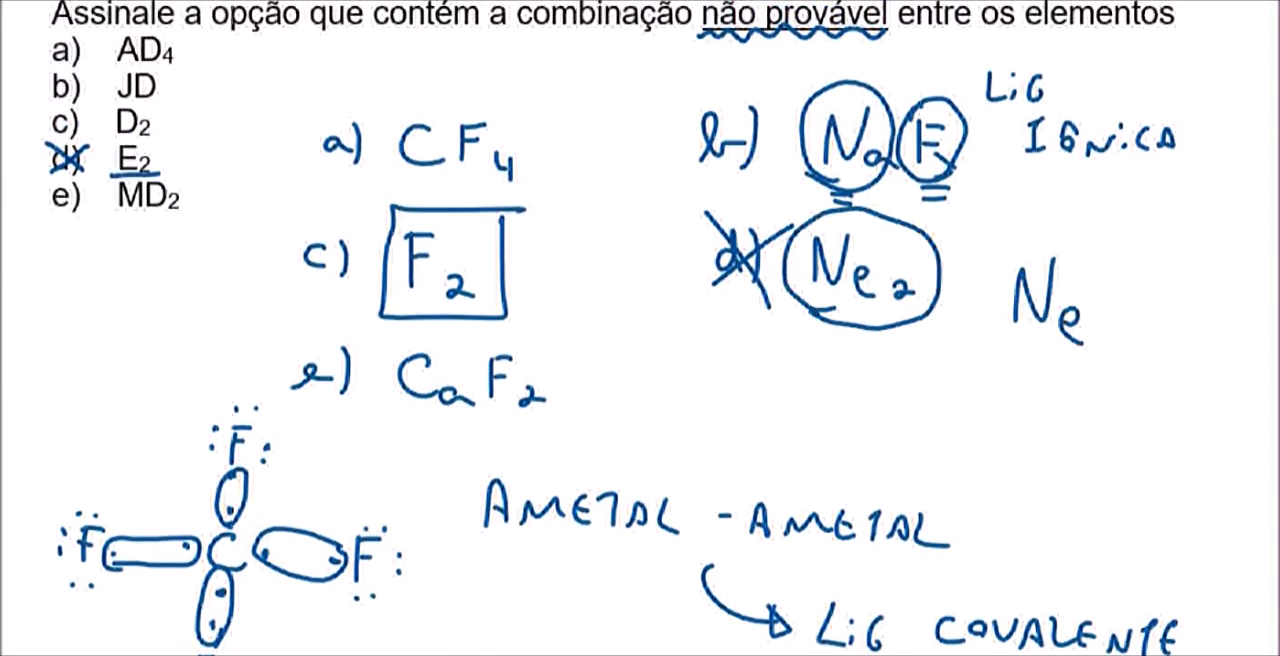 Assinale a opção que contém a combinação não provável entre os elementos
a) AD4
b) JD
c) D2
d) E2
e) MD2
a) CF4
b) NaF
Lig
Iônica
c) F2
d) Ne2
Ne
e) CaF2
F
F C F
AMETAL - AMETAL
Lig COVALENTE